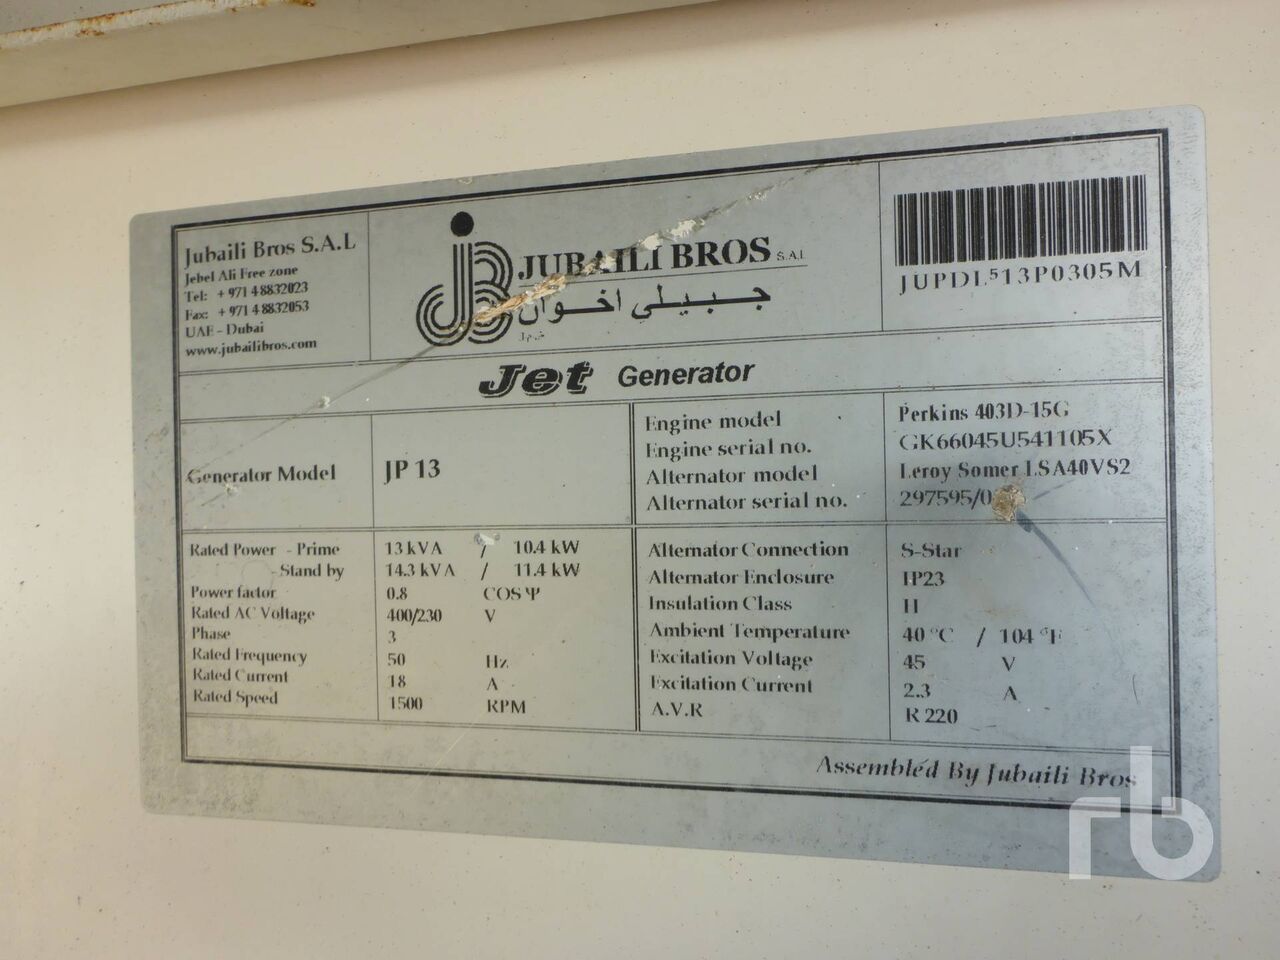 Jubaili Bros S.A.L
Jebel Ali Free zone
Tel: + 971 4 8832023
Fax: + 971 4 8832053
UAE - Dubai
www.jubailibros.com
JUBAILI BROS S.A.L
جبيلي اخوان
ش.م.ل
JUPDL513P0305M
Jet Generator
Generator Model JP 13
Engine model Perkins 403D-15G
Engine serial no. GK66045U541105X
Alternator model Leroy Somer LSA40VS2
Alternator serial no. 297595/0
Rated Power - Prime 13 kVA / 10.4 kW
- Stand by 14.3 kVA / 11.4 kW
Power factor 0.8 COS Ψ
Rated AC Voltage 400/230 V
Phase 3
Rated Frequency 50 Hz
Rated Current 18 A
Rated Speed 1500 RPM
Alternator Connection S-Star
Alternator Enclosure IP23
Insulation Class H
Ambient Temperature 40 °C / 104 °F
Excitation Voltage 45 V
Excitation Current 2.3 A
A.V.R R 220
Assembled By Jubaili Bros
rb